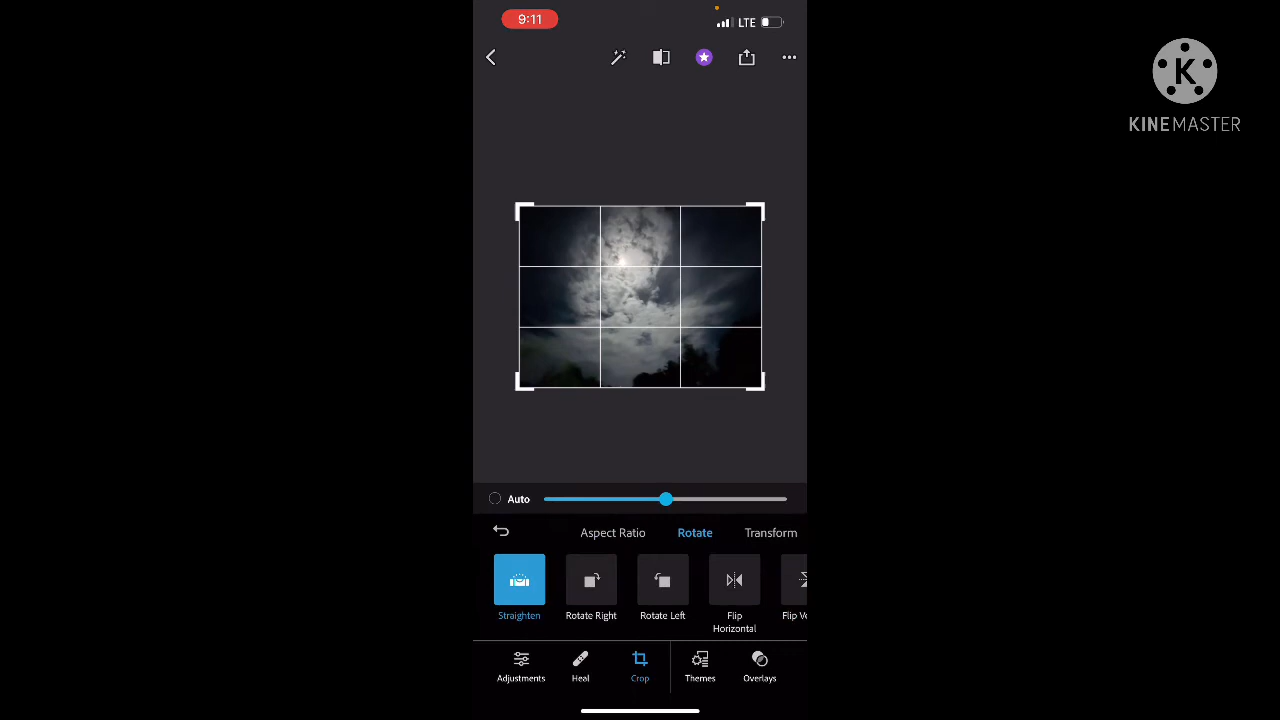 9:11
LTE
K
KINEMASTER
Auto
Aspect Ratio Rotate Transform
Straighten Rotate Right Rotate Left Flip Horizontal Flip Ve
Adjustments Heal Crop Themes Overlays